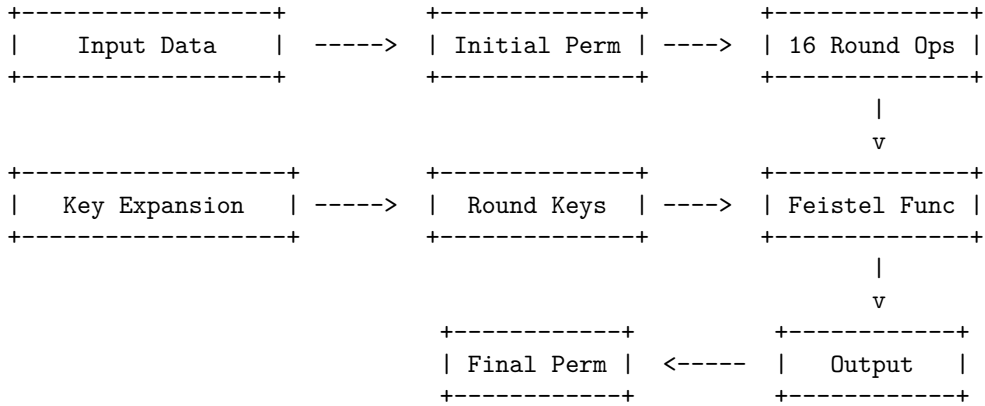 Input Data -----> Initial Perm ----> 16 Round Ops
v
Key Expansion -----> Round Keys ----> Feistel Func
v
Final Perm <----- Output